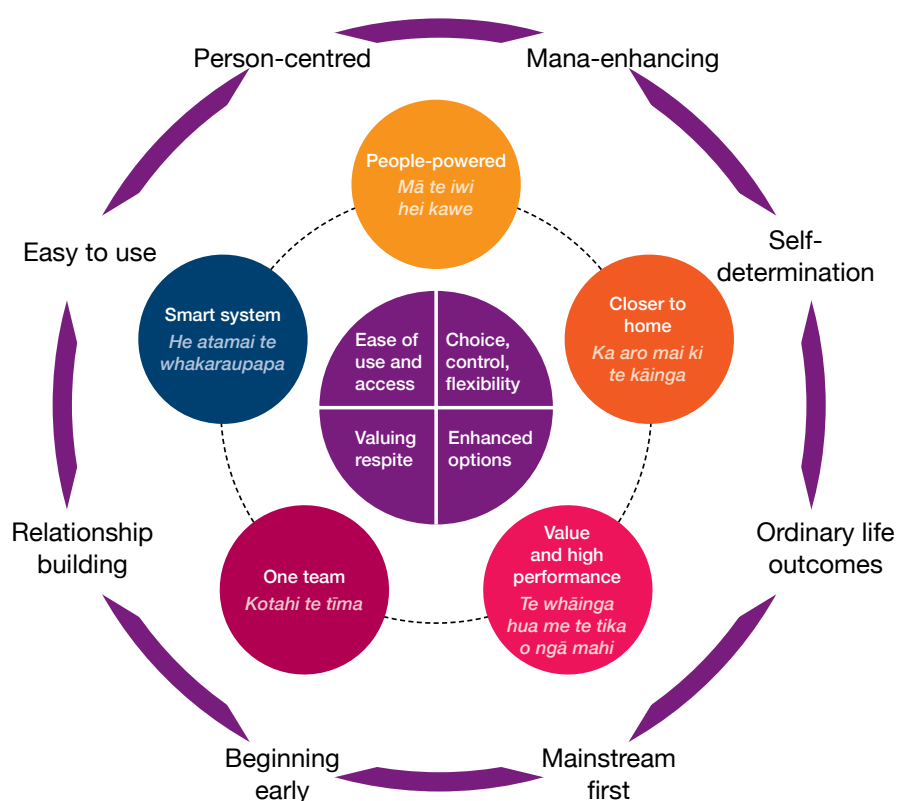 Person-centred
Mana-enhancing
Self-
determination
Ordinary life
outcomes
Mainstream
first
Beginning
early
Relationship
building
Easy to use
People-powered
Mā te iwi
hei kawe
Closer to
home
Ka aro mai ki
te kāinga
Value
and high
performance
Te whāinga
hua me te tika
o ngā mahi
One team
Kotahi te tīma
Smart system
He atamai te
whakaraupapa
Ease of
use and
access
Choice,
control,
flexibility
Valuing
respite
Enhanced
options